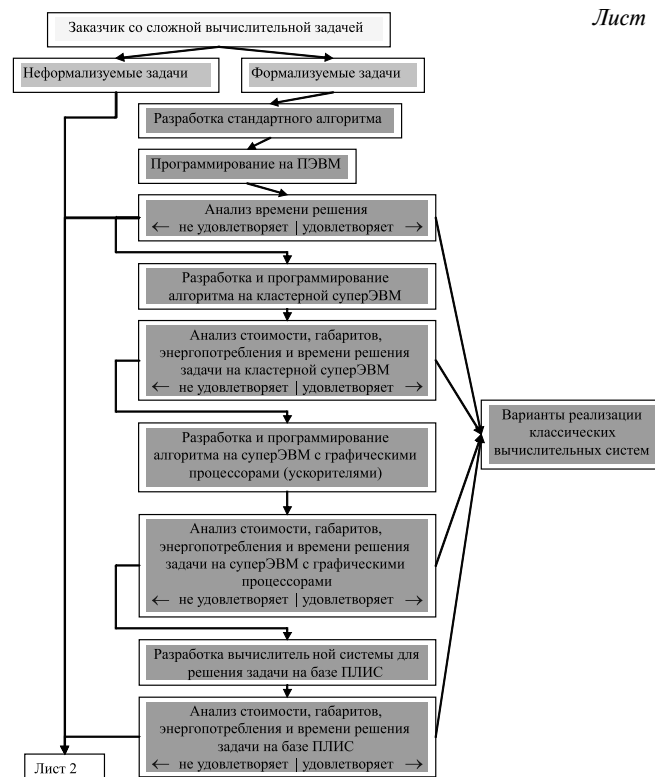 Лист
Заказчик со сложной вычислительной задачей
Неформализуемые задачи
Формализуемые задачи
Разработка стандартного алгоритма
Программирование на ПЭВМ
Анализ времени решения
← не удовлетворяет | удовлетворяет →
Разработка и программирование
алгоритма на кластерной суперЭВМ
Анализ стоимости, габаритов,
энергопотребления и времени решения
задачи на кластерной суперЭВМ
← не удовлетворяет | удовлетворяет →
Варианты реализации
классических
вычислительных систем
Разработка и программирование
алгоритма на суперЭВМ с графическими
процессорами (ускорителями)
Анализ стоимости, габаритов,
энергопотребления и времени решения
задачи на суперЭВМ с графическими
процессорами
← не удовлетворяет | удовлетворяет →
Разработка вычислитель ной системы для
решения задачи на базе ПЛИС
Анализ стоимости, габаритов,
энергопотребления и времени решения
задачи на базе ПЛИС
← не удовлетворяет | удовлетворяет →
Лист 2